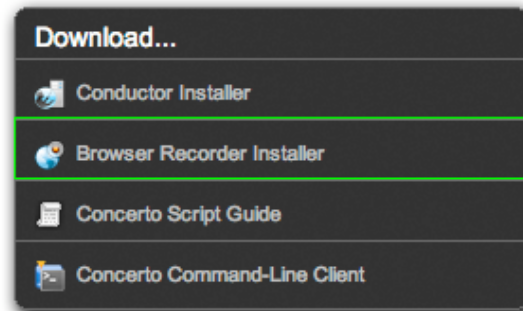 Download...
Conductor Installer
Browser Recorder Installer
Concerto Script Guide
Concerto Command-Line Client